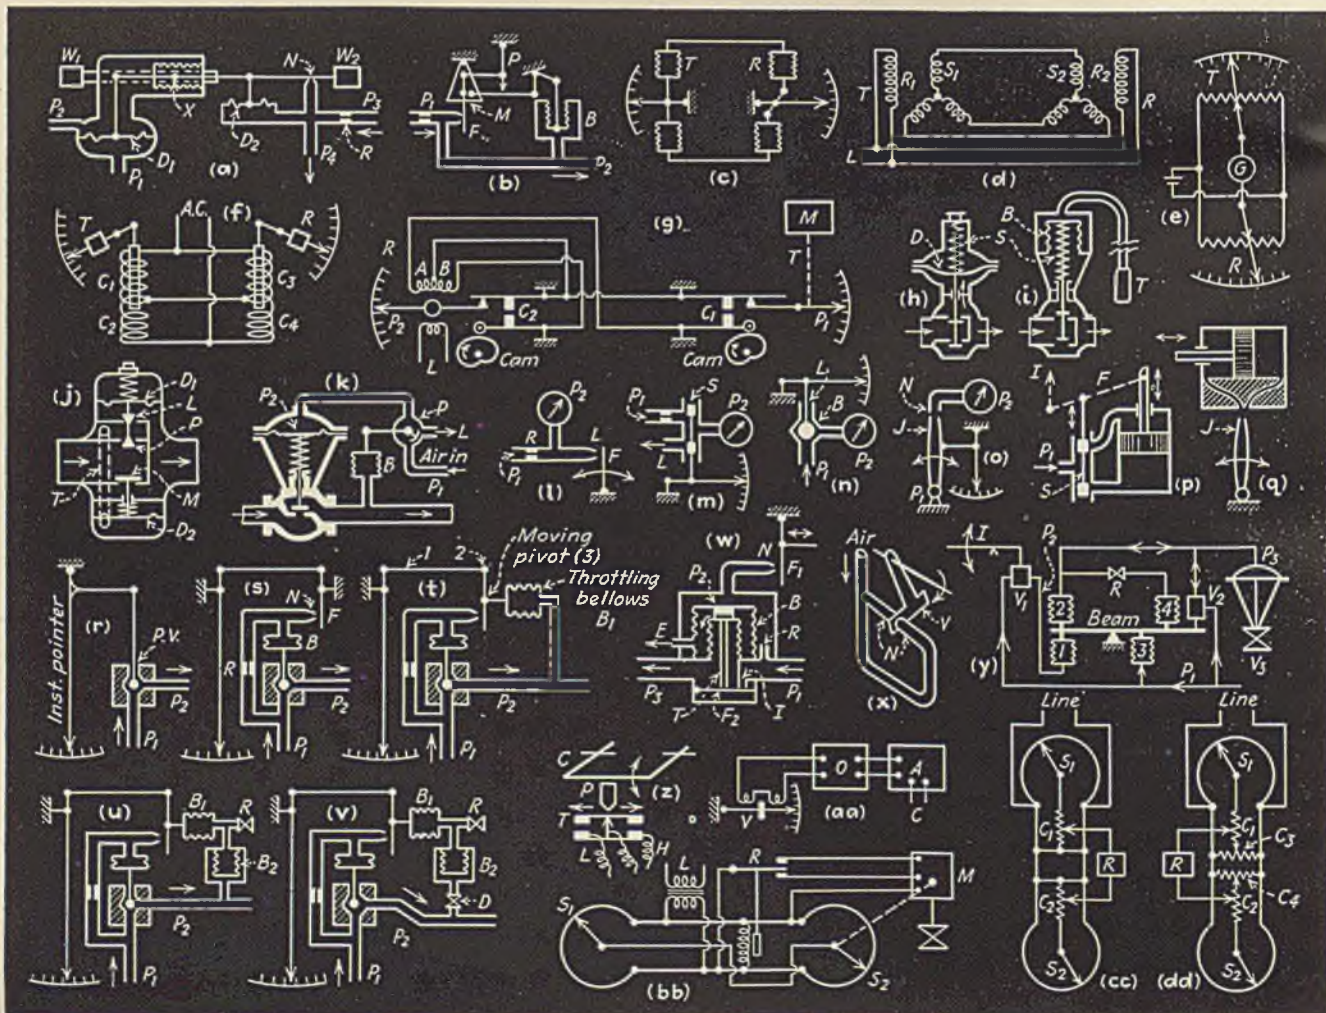 W1 N W2
P2 X D2 P3
D1 P4 R
P1 (a)
P
P1 M B
F P2
(b)
T R
(c)
R1 S1 S2 R2
T R
L
(d)
T
G
(e)
R
(f) A.C.
T R
C1 C3
C2 C4
(g)
M
R A B T
P2 C2 C1 P1
L Cam Cam
D S
(h)
B
(i) T
(j) D1
L
P
T M
D2
(k)
P2 P
L
B Air in
P1
P2
R L
P1 F
(l)
S
P1 P2
L
(m)
L
B
P1 P2
(n)
N
J P2
(o)
P1
I F
P1
S (p)
J
(q)
Inst. pointer
(r)
P.V.
P2
P1
(s) N
F
B
R
P2
P1
1 2 Moving
pivot (3)
(t) Throttling
bellows
B1
P2
P1
(u) B1 R
B2
P2
P1
(v) B1 R
B2
D
P2
P1
(w) N
P2 F1
B
E R
P3 P1
T F2 I
Air
V
N
(x)
I P2 P3
V1 R V2
2 4
Beam
1 3
(y) P1 V3
C
P (z)
T
L H
O A
V C
(aa)
L R M
S1
S2
(bb)
Line
S1
C1
R
C2
S2
(cc)
Line
S1
C1 C3
R
C2 C4
S2
(dd)